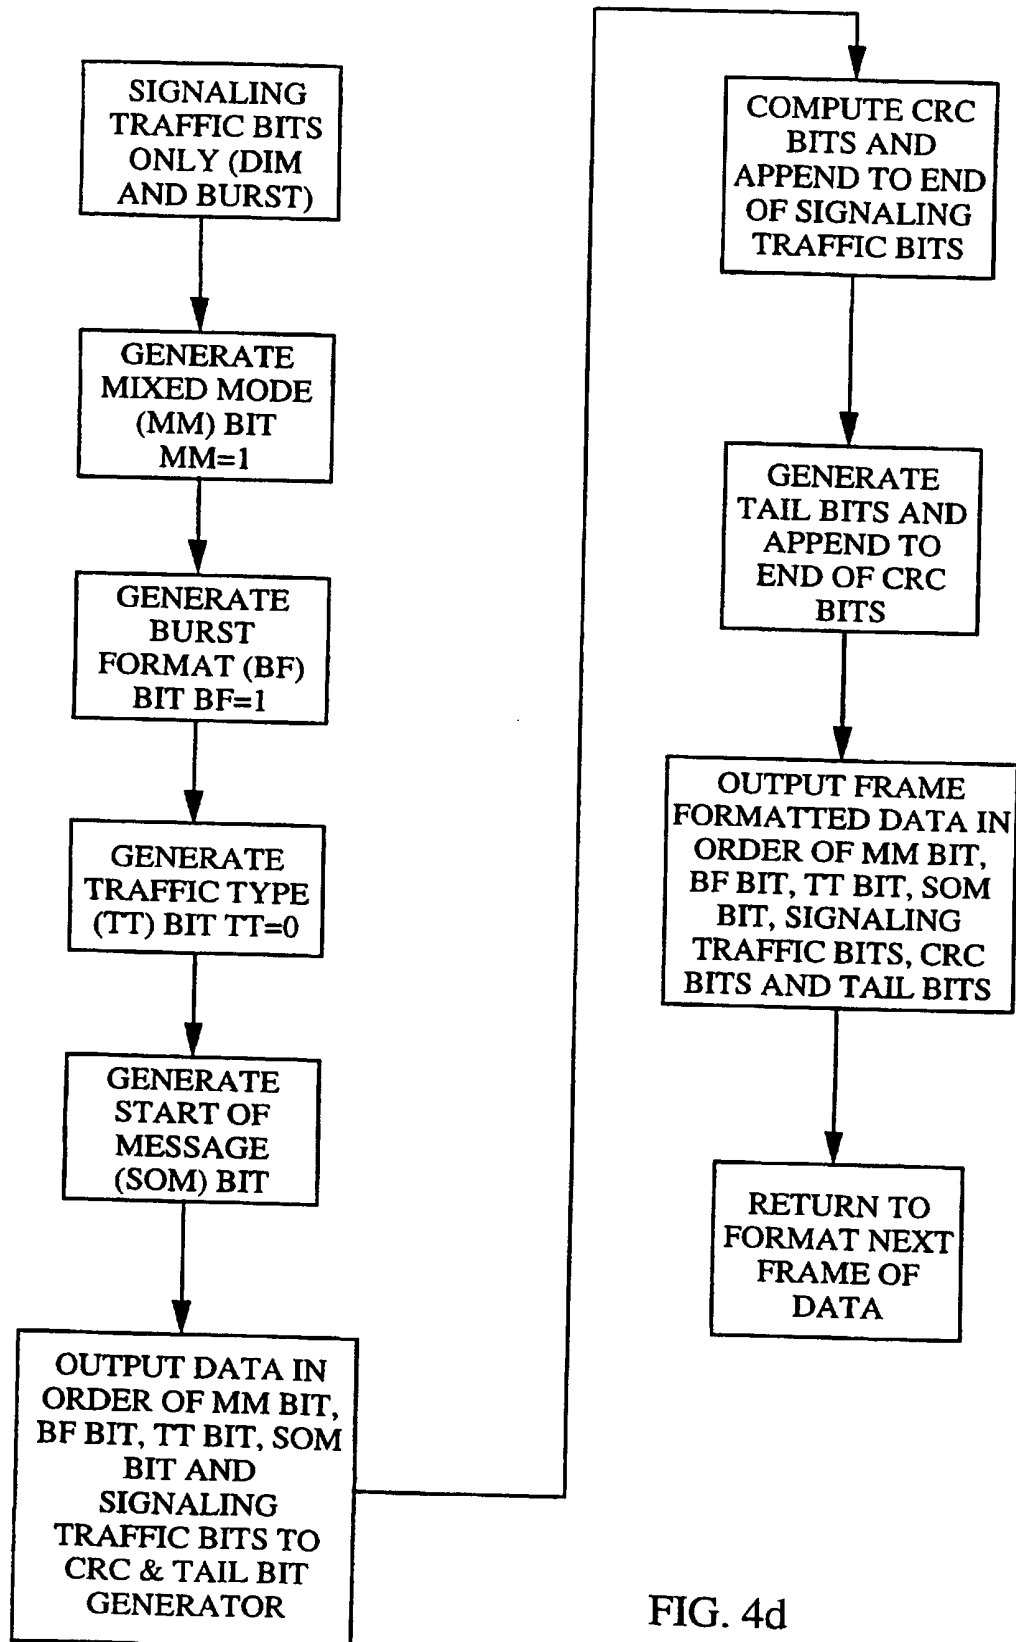 SIGNALING
TRAFFIC BITS
ONLY (DIM
AND BURST)
GENERATE
MIXED MODE
(MM) BIT
MM=1
GENERATE
BURST
FORMAT (BF)
BIT BF=1
GENERATE
TRAFFIC TYPE
(TT) BIT TT=0
GENERATE
START OF
MESSAGE
(SOM) BIT
OUTPUT DATA IN
ORDER OF MM BIT,
BF BIT, TT BIT, SOM
BIT AND
SIGNALING
TRAFFIC BITS TO
CRC & TAIL BIT
GENERATOR
COMPUTE CRC
BITS AND
APPEND TO END
OF SIGNALING
TRAFFIC BITS
GENERATE
TAIL BITS AND
APPEND TO
END OF CRC
BITS
OUTPUT FRAME
FORMATTED DATA IN
ORDER OF MM BIT,
BF BIT, TT BIT, SOM
BIT, SIGNALING
TRAFFIC BITS, CRC
BITS AND TAIL BITS
RETURN TO
FORMAT NEXT
FRAME OF
DATA
FIG. 4d